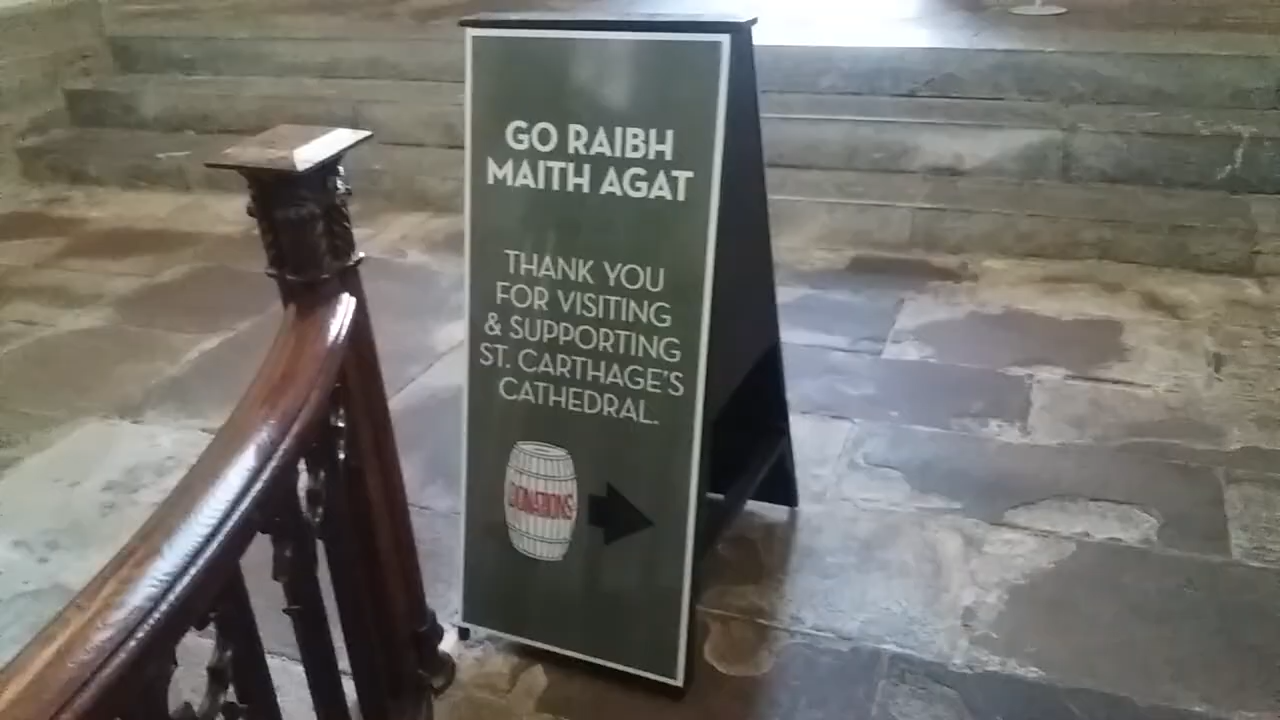 GO RAIBH
MAITH AGAT
THANK YOU
FOR VISITING
& SUPPORTING
ST. CARTHAGE'S
CATHEDRAL.
DONATIONS